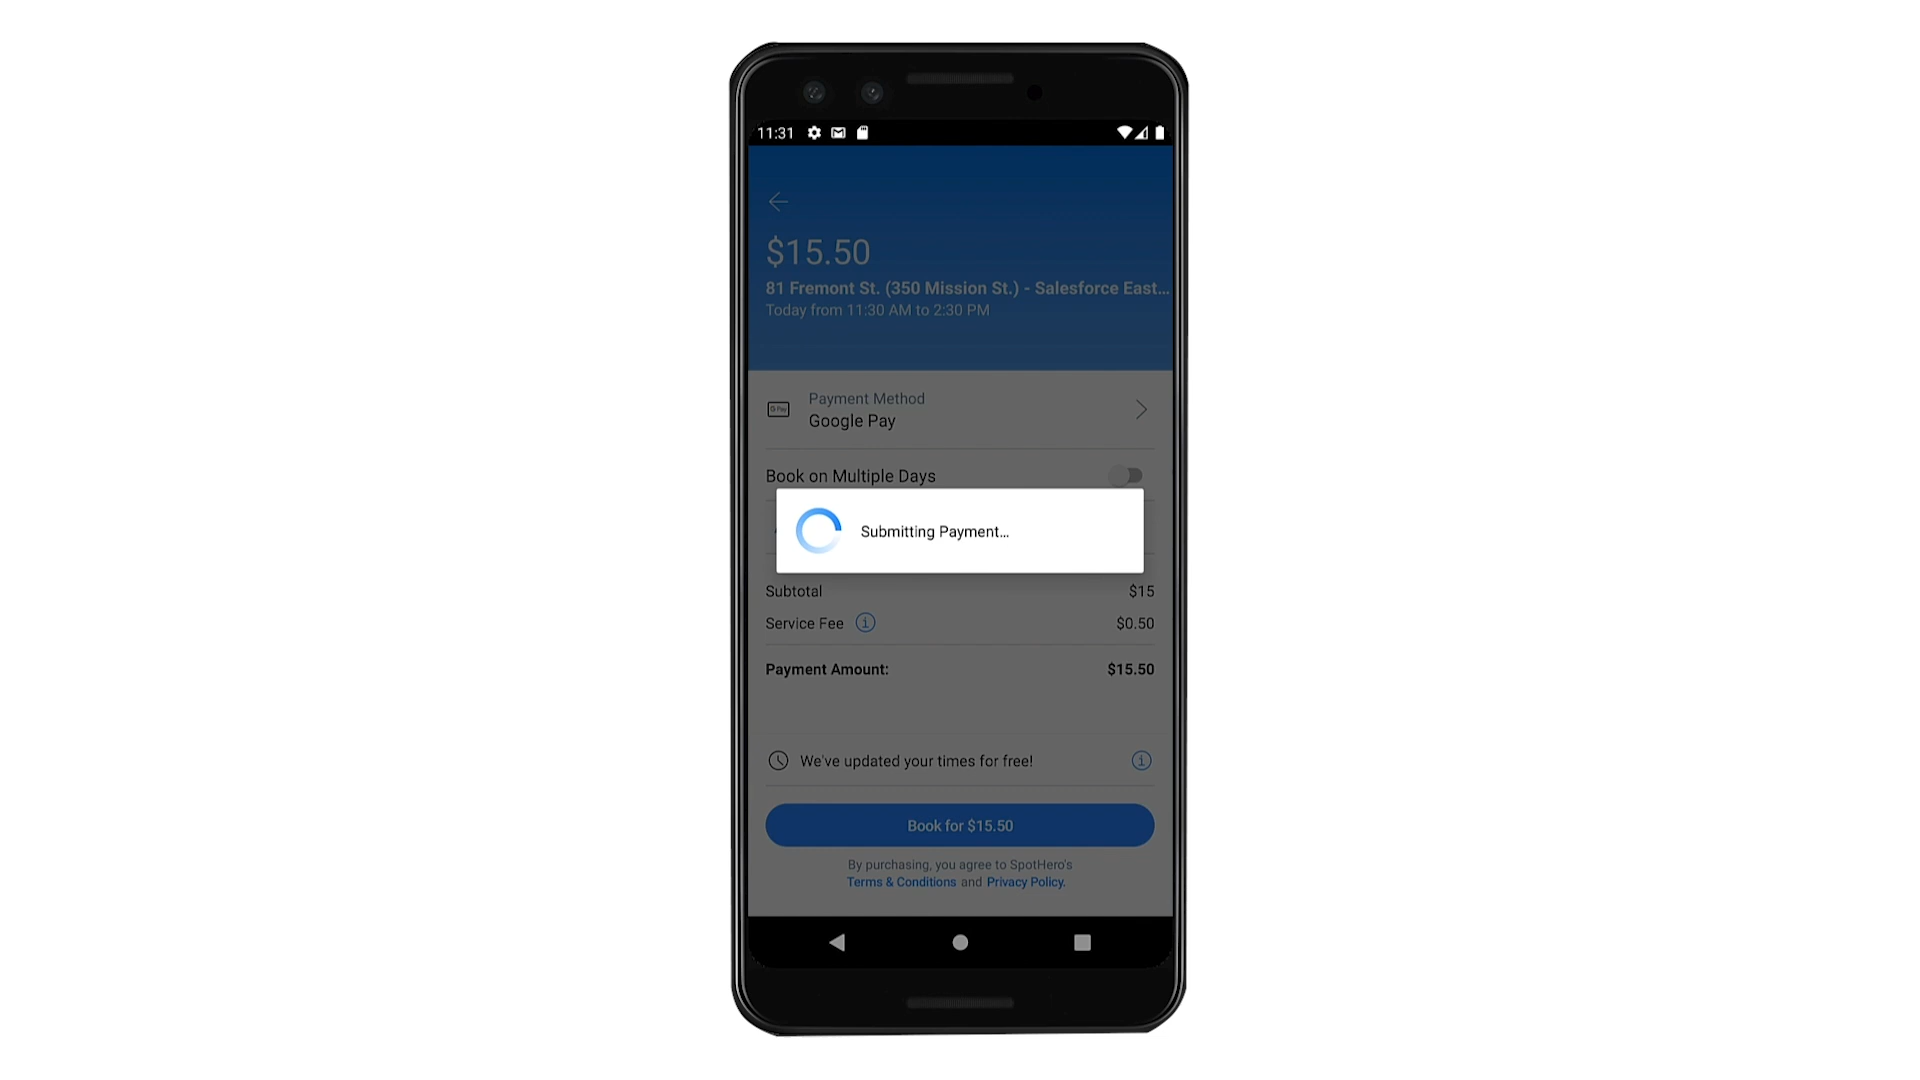 11:31
$15.50
81 Fremont St. (350 Mission St.) - Salesforce East...
Today from 11:30 AM to 2:30 PM
Payment Method
G Pay
Google Pay
Book on Multiple Days
Submitting Payment...
Subtotal $15
Service Fee $0.50
Payment Amount: $15.50
We've updated your times for free!
Book for $15.50
By purchasing, you agree to SpotHero's
Terms & Conditions and Privacy Policy.